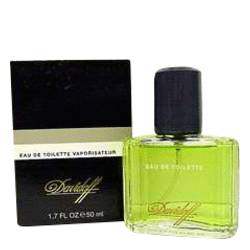 EAU DE TOILETTE VAPORISATEUR
Davidoff
1.7 FL OZ e 50 ml
EAU DE TOILETTE
Davidoff